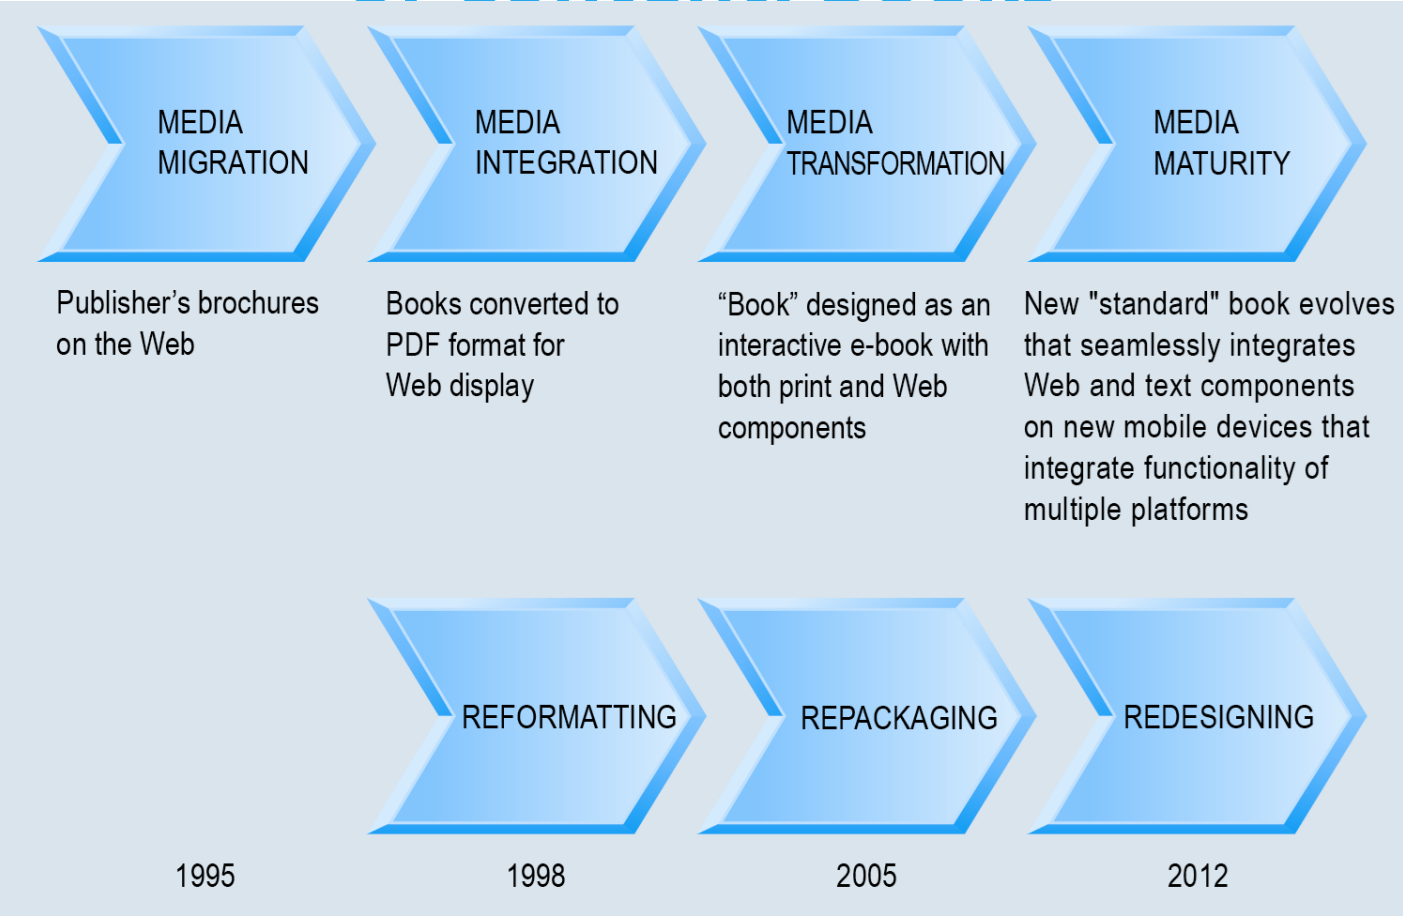 MEDIA
MIGRATION
MEDIA
INTEGRATION
MEDIA
TRANSFORMATION
MEDIA
MATURITY
Publisher’s brochures
on the Web
Books converted to
PDF format for
Web display
“Book” designed as an
interactive e-book with
both print and Web
components
New "standard" book evolves
that seamlessly integrates
Web and text components
on new mobile devices that
integrate functionality of
multiple platforms
REFORMATTING
REPACKAGING
REDESIGNING
1995
1998
2005
2012